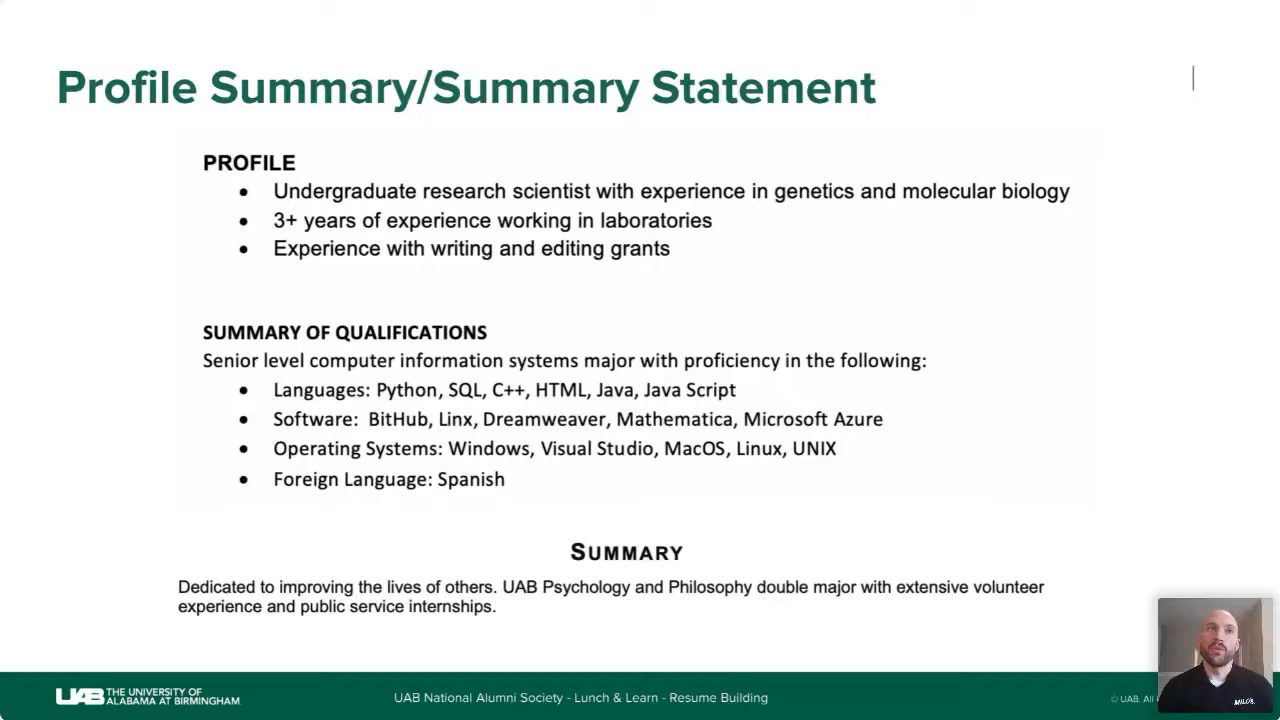 Profile Summary/Summary Statement
PROFILE
• Undergraduate research scientist with experience in genetics and molecular biology
• 3+ years of experience working in laboratories
• Experience with writing and editing grants
SUMMARY OF QUALIFICATIONS
Senior level computer information systems major with proficiency in the following:
• Languages: Python, SQL, C++, HTML, Java, Java Script
• Software: BitHub, Linx, Dreamweaver, Mathematica, Microsoft Azure
• Operating Systems: Windows, Visual Studio, MacOS, Linux, UNIX
• Foreign Language: Spanish
SUMMARY
Dedicated to improving the lives of others. UAB Psychology and Philosophy double major with extensive volunteer
experience and public service internships.
UAB THE UNIVERSITY OF
ALABAMA AT BIRMINGHAM
UAB National Alumni Society - Lunch & Learn - Resume Building
© UAB. All
MILO'S